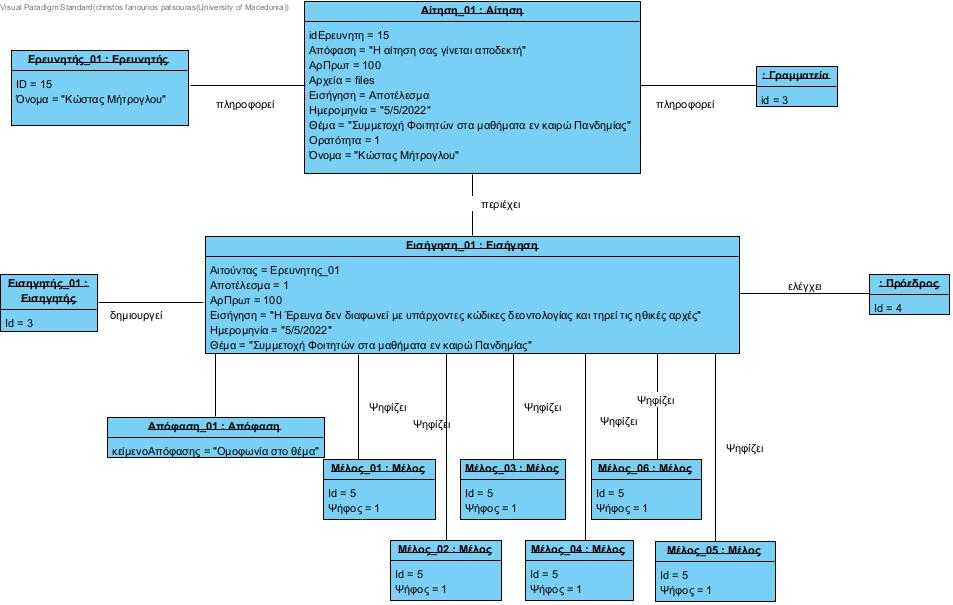 Visual Paradigm Standard(christos fanourios patsouras(University of Macedonia))
Αίτηση_01 : Αίτηση
idΕρευνητη = 15
Απόφαση = "Η αίτηση σας γίνεται αποδεκτή"
ΑρΠρωτ = 100
Αρχεία = files
Εισήγηση = Αποτέλεσμα
Ημερομηνία = "5/5/2022"
Θέμα = "Συμμετοχή Φοιτητών στα μαθήματα εν καιρώ Πανδημίας"
Ορατότητα = 1
Όνομα = "Κώστας Μήτρογλου"
Ερευνητής_01 : Ερευνητής
ID = 15
Όνομα = "Κώστας Μήτρογλου"
πληροφορεί
πληροφορεί
: Γραμματεία
id = 3
περιέχει
Εισήγηση_01 : Εισήγηση
Αιτούντας = Ερευνητης_01
Αποτέλεσμα = 1
ΑρΠρωτ = 100
Εισήγηση = "Η Έρευνα δεν διαφωνεί με υπάρχοντες κώδικες δεοντολογίας και τηρεί τις ηθικές αρχές"
Ημερομηνία = "5/5/2022"
Θέμα = "Συμμετοχή Φοιτητών στα μαθήματα εν καιρώ Πανδημίας"
Εισηγητής_01 :
Εισηγητής
Id = 3
δημιουργεί
ελέγχει
: Πρόεδρος
Id = 4
Απόφαση_01 : Απόφαση
κείμενοΑπόφασης = "Ομοφωνία στο θέμα"
Ψηφίζει
Ψηφίζει
Ψηφίζει
Ψηφίζει
Ψηφίζει
Ψηφίζει
Μέλος_01 : Μέλος
Id = 5
Ψήφος = 1
Μέλος_03 : Μέλος
Id = 5
Ψήφος = 1
Μέλος_06 : Μέλος
Id = 5
Ψήφος = 1
Μέλος_02 : Μέλος
Id = 5
Ψήφος = 1
Μέλος_04 : Μέλος
Id = 5
Ψήφος = 1
Μέλος_05 : Μέλος
Id = 5
Ψήφος = 1